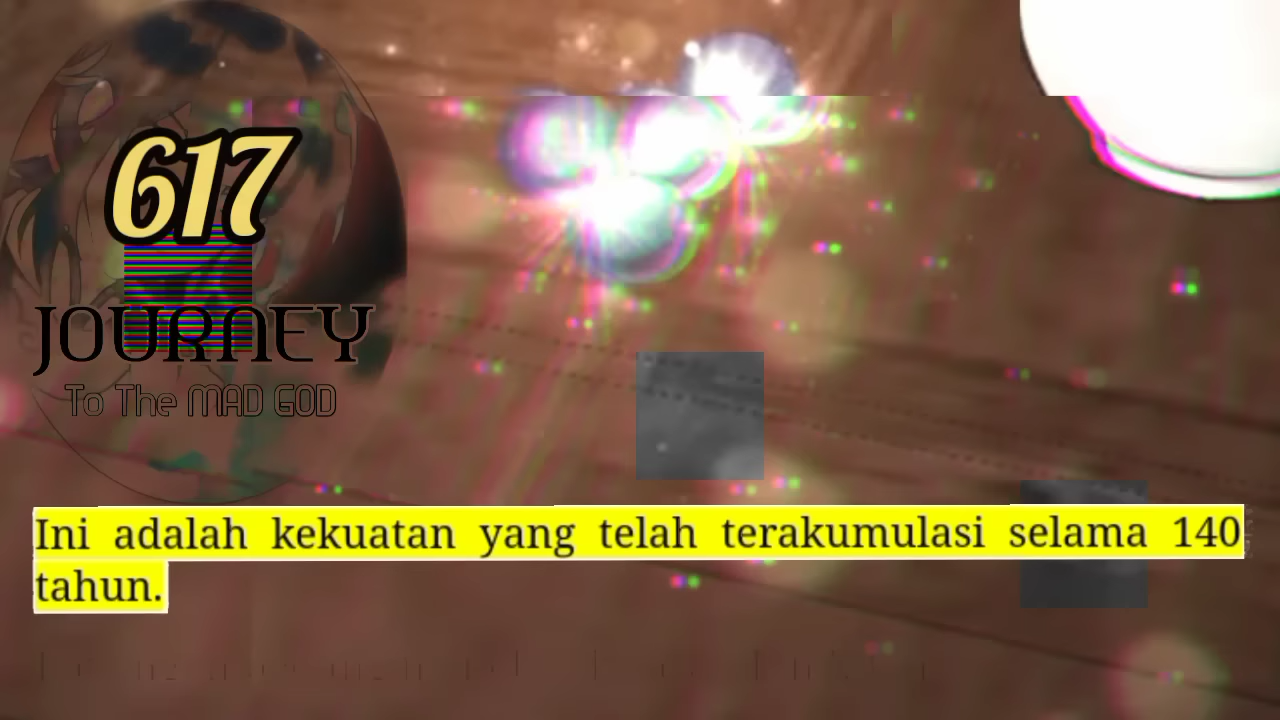 617
JOURNEY
To The MAD GOD
Ini adalah kekuatan yang telah terakumulasi selama 140
tahun.